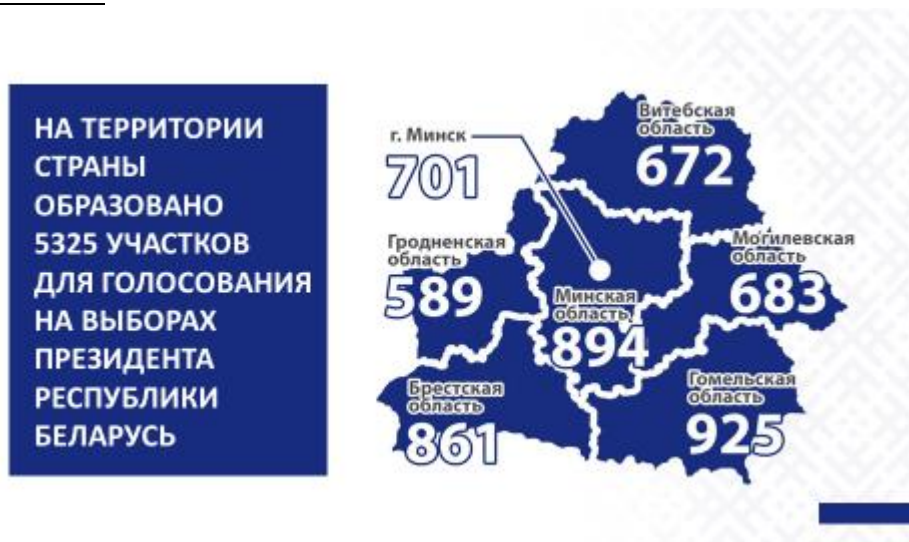 НА ТЕРРИТОРИИ
СТРАНЫ
ОБРАЗОВАНО
5325 УЧАСТКОВ
ДЛЯ ГОЛОСОВАНИЯ
НА ВЫБОРАХ
ПРЕЗИДЕНТА
РЕСПУБЛИКИ
БЕЛАРУСЬ
г. Минск
701
Витебская
область
672
Гродненская
область
589
Минская
область
894
Могилевская
область
683
Брестская
область
861
Гомельская
область
925